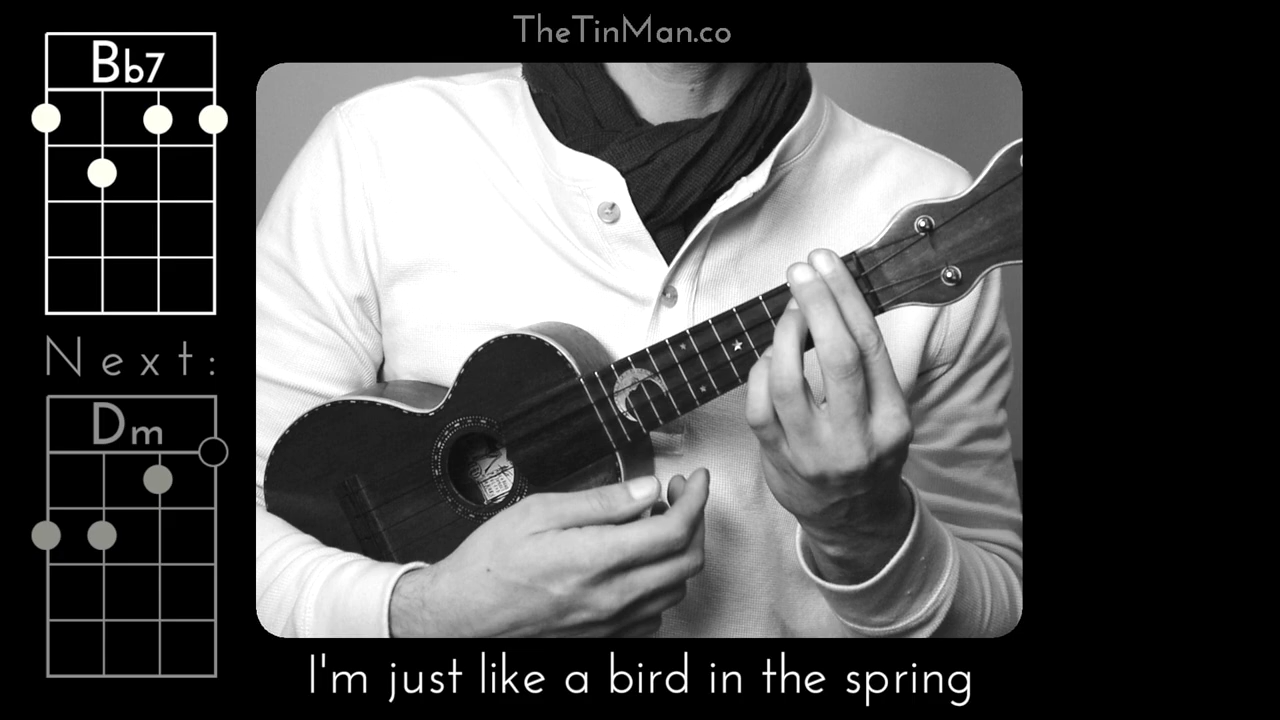 TheTinMan.co
Bb7
Next:
Dm
I'm just like a bird in the spring